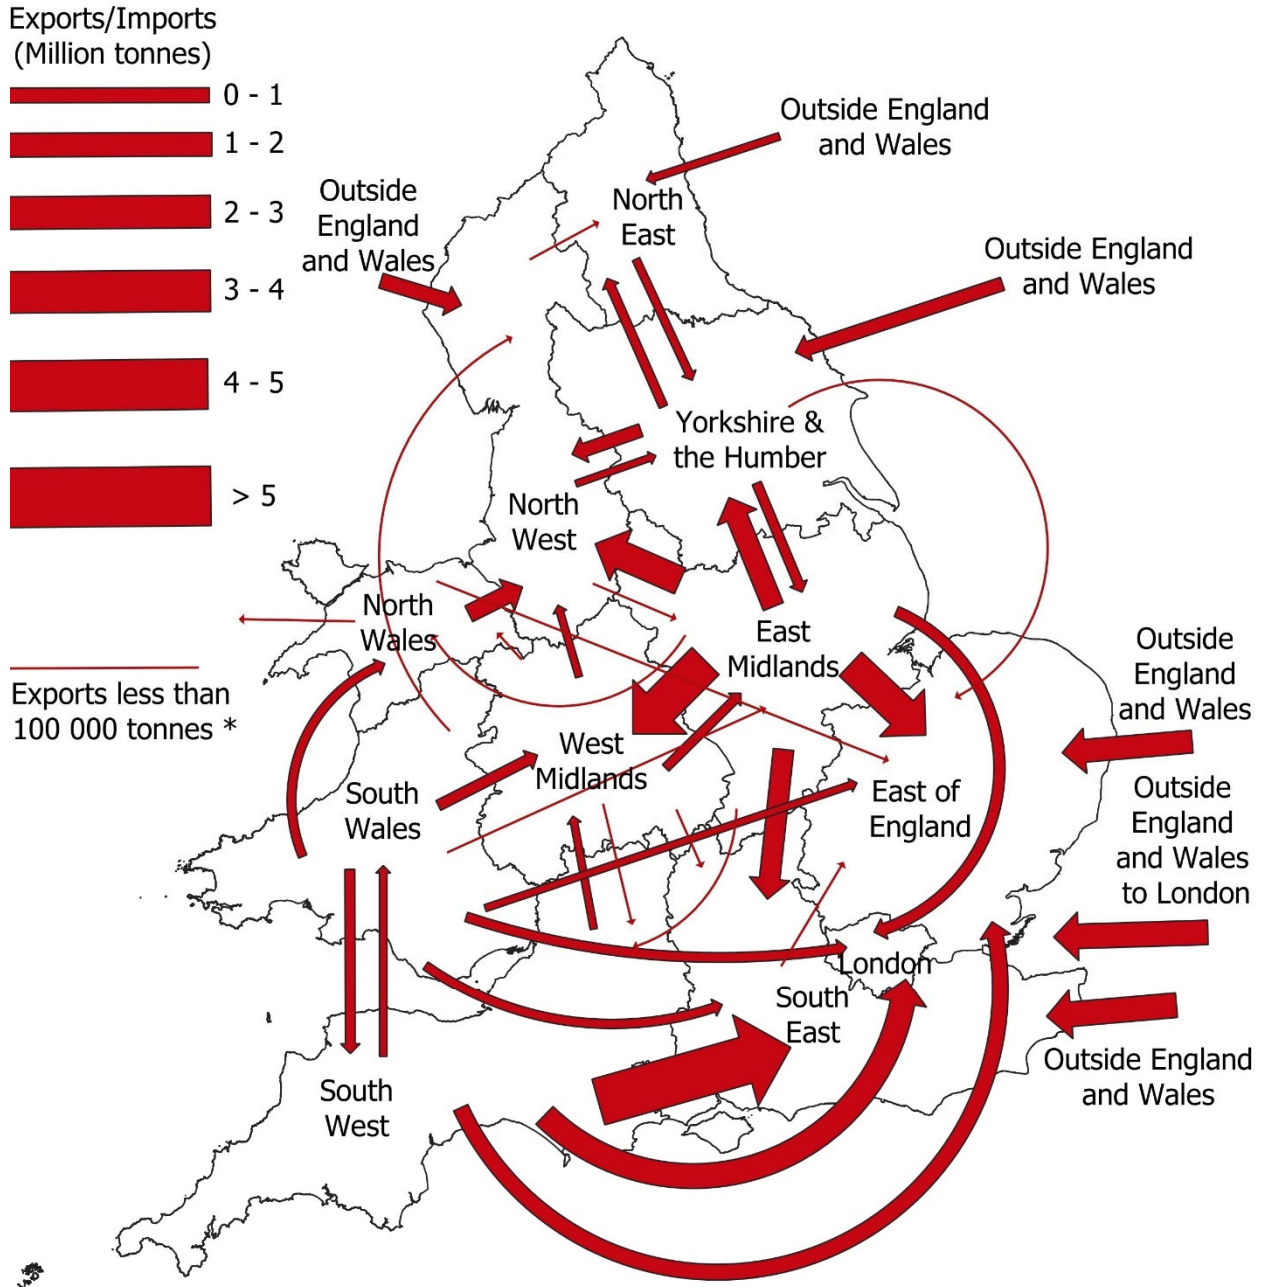 Exports/Imports
(Million tonnes)
0 - 1
1 - 2
2 - 3
3 - 4
4 - 5
> 5
Exports less than
100 000 tonnes *
Outside England
and Wales
Outside
England
and Wales
North
East
Outside England
and Wales
Yorkshire &
the Humber
North
West
North
Wales
East
Midlands
Outside
England
and Wales
West
Midlands
South
Wales
East of
England
Outside
England
and Wales
to London
London
South
East
Outside England
and Wales
South
West